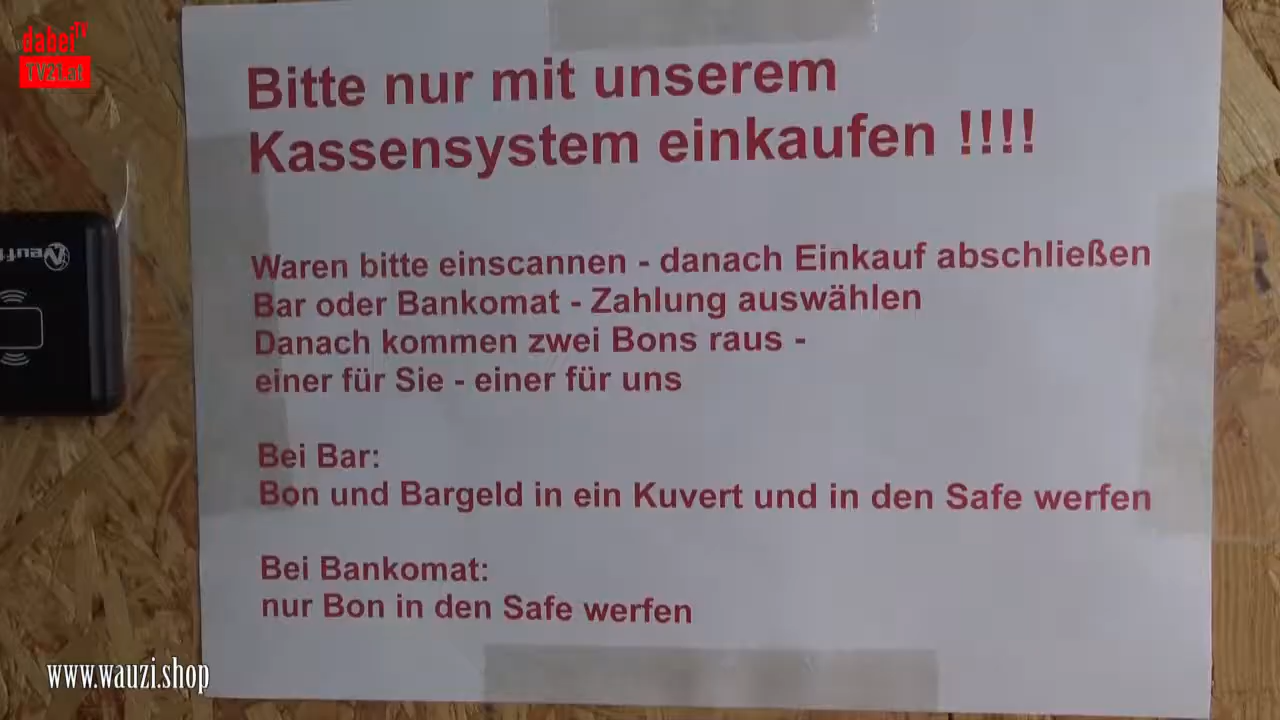 dabei TV
TV21.at
Bitte nur mit unserem
Kassensystem einkaufen !!!!
Waren bitte einscannen - danach Einkauf abschließen
Bar oder Bankomat - Zahlung auswählen
Danach kommen zwei Bons raus -
einer für Sie - einer für uns
Bei Bar:
Bon und Bargeld in ein Kuvert und in den Safe werfen
Bei Bankomat:
nur Bon in den Safe werfen
www.wauzi.shop